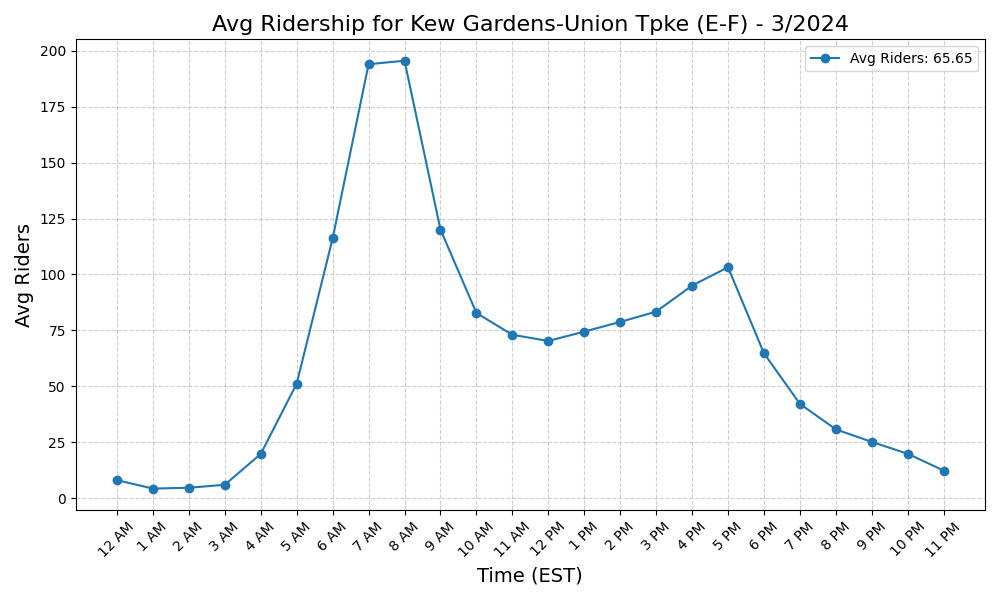 Avg Ridership for Kew Gardens-Union Tpke (E-F) - 3/2024
Avg Riders: 65.65
Avg Riders
200
175
150
125
100
75
50
25
0
12 AM
1 AM
2 AM
3 AM
4 AM
5 AM
6 AM
7 AM
8 AM
9 AM
10 AM
11 AM
12 PM
1 PM
2 PM
3 PM
4 PM
5 PM
6 PM
7 PM
8 PM
9 PM
10 PM
11 PM
Time (EST)